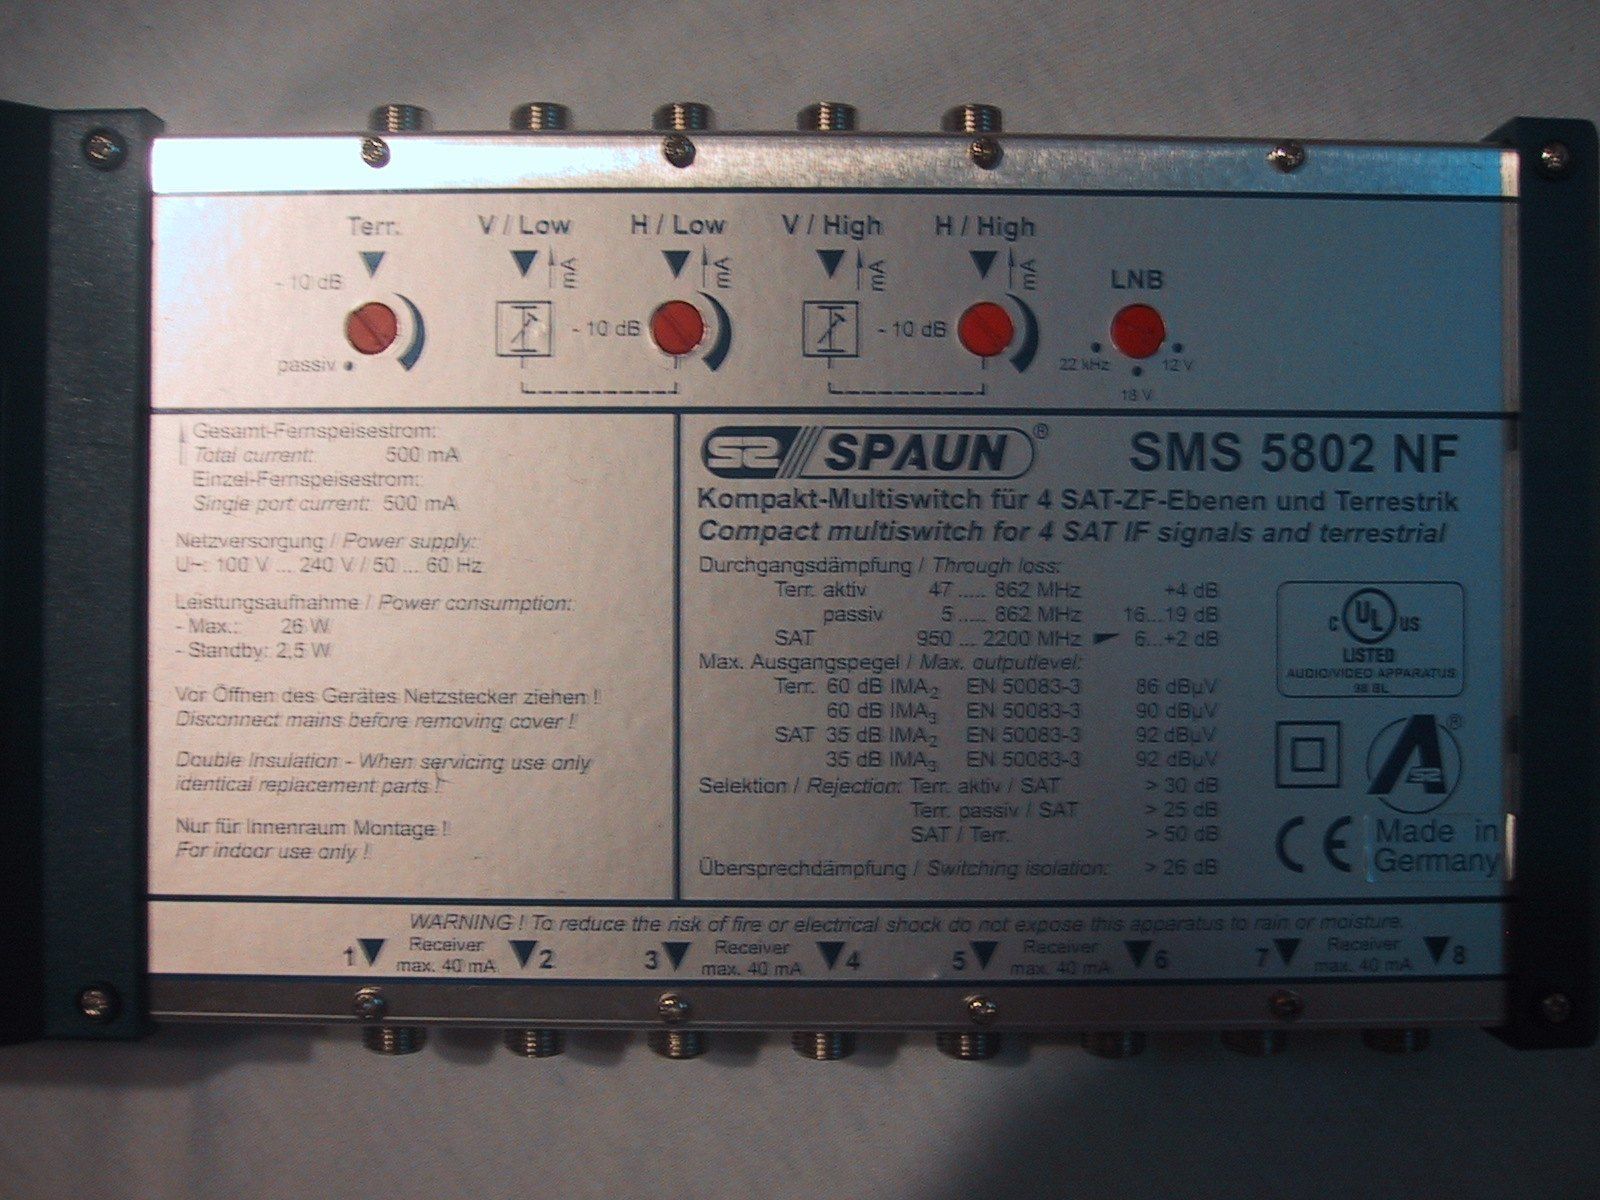 Terr. V / Low H / Low V / High H / High
mA mA mA mA
LNB
- 10 dB - 10 dB - 10 dB
passiv
22 kHz 12 V
18 V
Gesamt-Fernspeisestrom:
Total current: 500 mA
Einzel-Fernspeisestrom:
Single port current: 500 mA
Netzversorgung / Power supply:
U~: 100 V ... 240 V / 50 ... 60 Hz
Leistungsaufnahme / Power consumption:
- Max.: 26 W
- Standby: 2,5 W
Vor Öffnen des Gerätes Netzstecker ziehen !
Disconnect mains before removing cover !
Double Insulation - When servicing use only
identical replacement parts !
Nur für Innenraum Montage !
For indoor use only !
SPAUN ® SMS 5802 NF
Kompakt-Multiswitch für 4 SAT-ZF-Ebenen und Terrestrik
Compact multiswitch for 4 SAT IF signals and terrestrial
Durchgangsdämpfung / Through loss:
Terr. aktiv 47 ..... 862 MHz +4 dB
passiv 5 ..... 862 MHz 16...19 dB
SAT 950 ... 2200 MHz 6...+2 dB
Max. Ausgangspegel / Max. outputlevel:
Terr. 60 dB IMA2 EN 50083-3 86 dBµV
60 dB IMA3 EN 50083-3 90 dBµV
SAT 35 dB IMA2 EN 50083-3 92 dBµV
35 dB IMA3 EN 50083-3 92 dBµV
Selektion / Rejection: Terr. aktiv / SAT > 30 dB
Terr. passiv / SAT > 25 dB
SAT / Terr. > 50 dB
Übersprechdämpfung / Switching isolation: > 26 dB
C UL US
LISTED
AUDIO/VIDEO APPARATUS
98 BL
A ®
CE Made in
Germany
WARNING ! To reduce the risk of fire or electrical shock do not expose this apparatus to rain or moisture.
1 Receiver 2 3 Receiver 4 5 Receiver 6 7 Receiver 8
max. 40 mA max. 40 mA max. 40 mA max. 40 mA